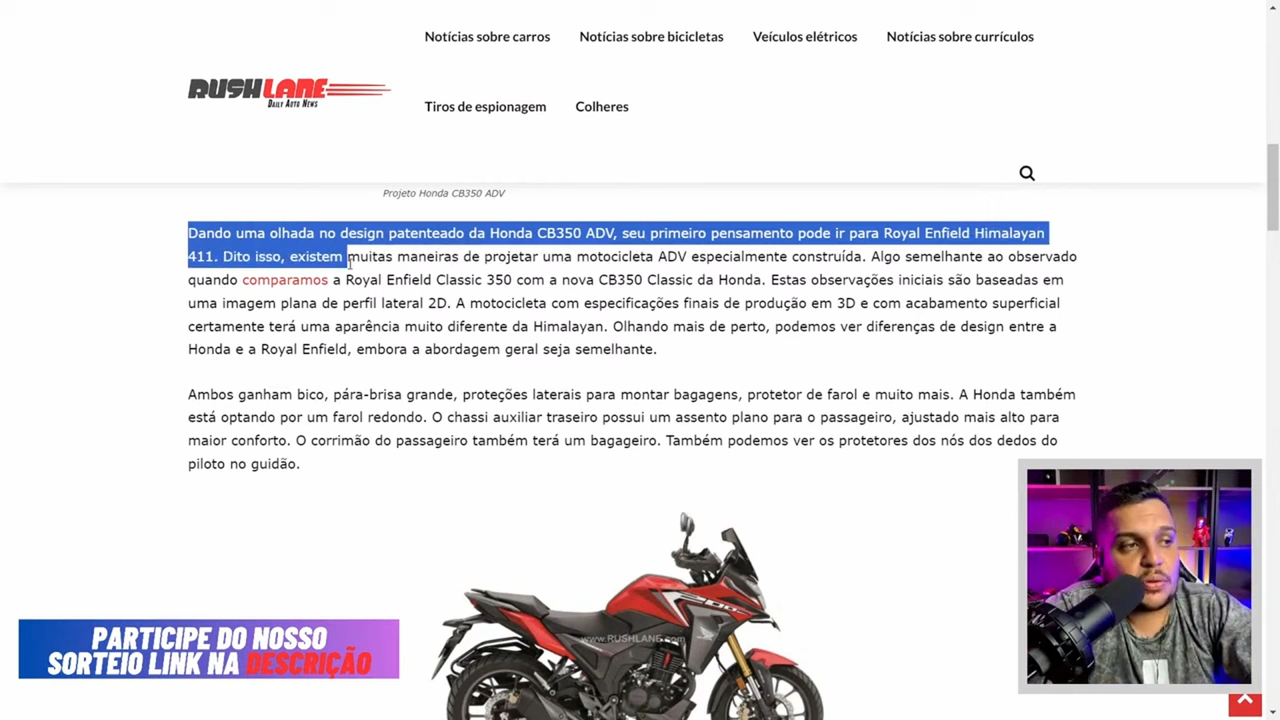 Notícias sobre carros
Notícias sobre bicicletas
Veículos elétricos
Notícias sobre currículos
RUSHLANE
DAILY AUTO NEWS
Tiros de espionagem
Colheres
Projeto Honda CB350 ADV
Dando uma olhada no design patenteado da Honda CB350 ADV, seu primeiro pensamento pode ir para Royal Enfield Himalayan
411. Dito isso, existem muitas maneiras de projetar uma motocicleta ADV especialmente construída. Algo semelhante ao observado
quando comparamos a Royal Enfield Classic 350 com a nova CB350 Classic da Honda. Estas observações iniciais são baseadas em
uma imagem plana de perfil lateral 2D. A motocicleta com especificações finais de produção em 3D e com acabamento superficial
certamente terá uma aparência muito diferente da Himalayan. Olhando mais de perto, podemos ver diferenças de design entre a
Honda e a Royal Enfield, embora a abordagem geral seja semelhante.
Ambos ganham bico, pára-brisa grande, proteções laterais para montar bagagens, protetor de farol e muito mais. A Honda também
está optando por um farol redondo. O chassi auxiliar traseiro possui um assento plano para o passageiro, ajustado mais alto para
maior conforto. O corrimão do passageiro também terá um bagageiro. Também podemos ver os protetores dos nós dos dedos do
piloto no guidão.
www.RUSHLANE.com
PARTICIPE DO NOSSO
SORTEIO LINK NA DESCRIÇÃO